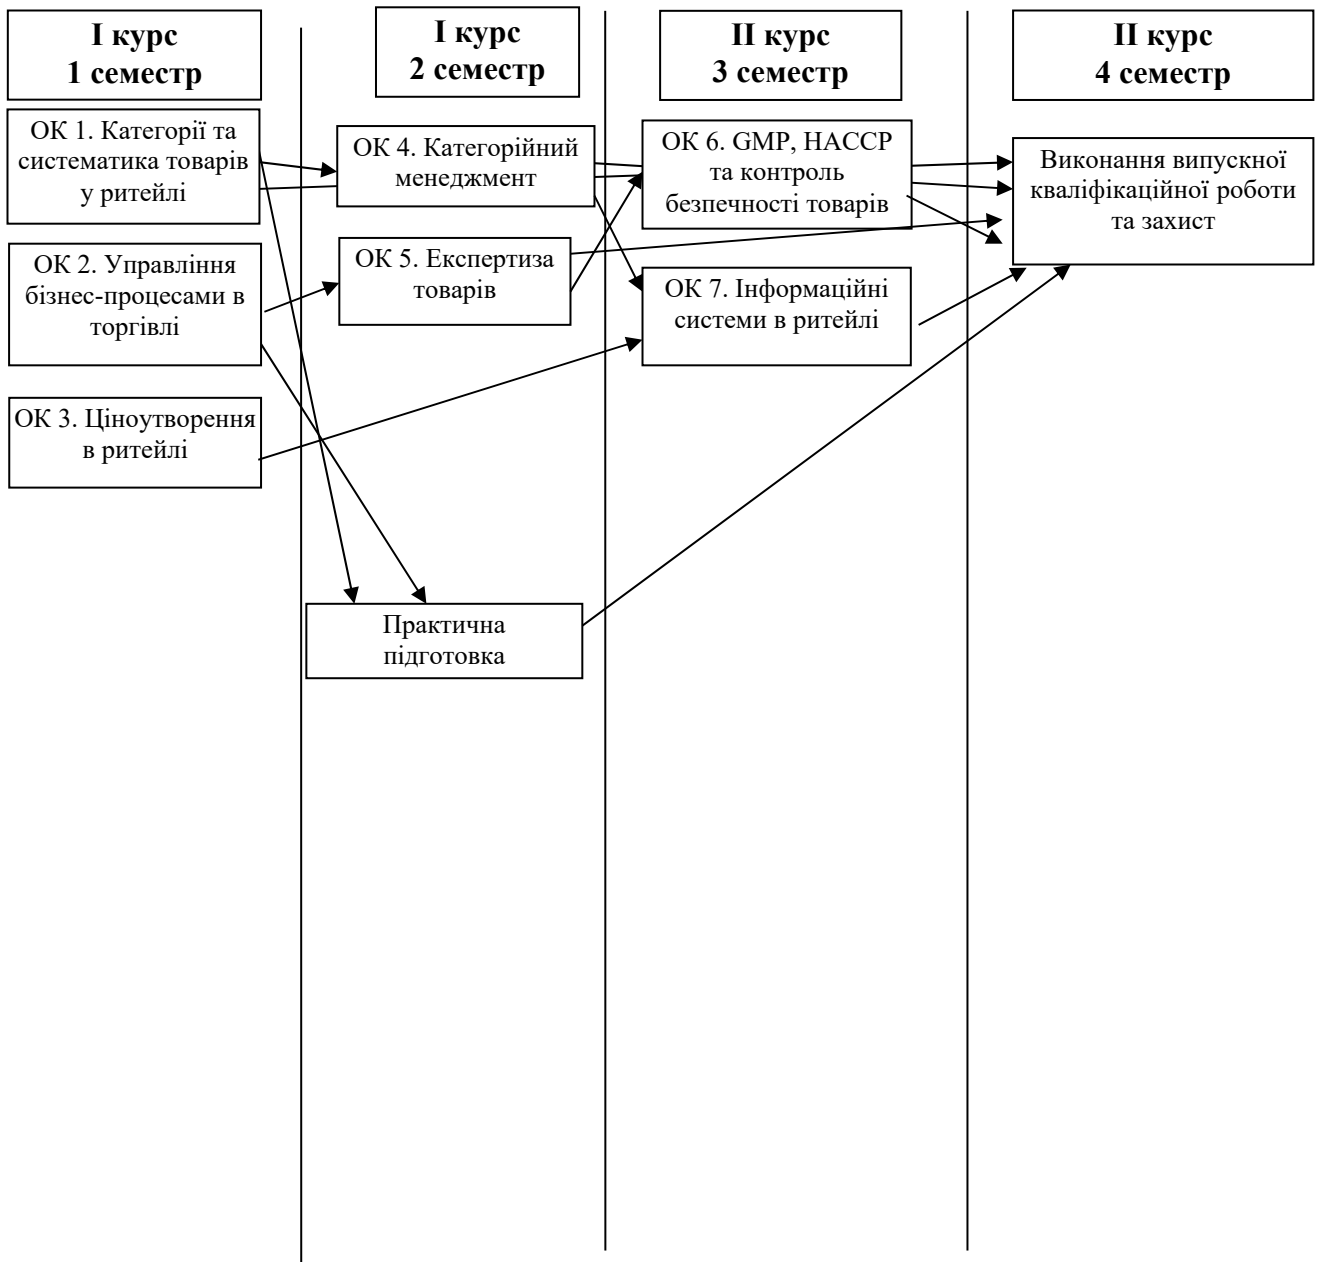 І курс
1 семестр
І курс
2 семестр
ІІ курс
3 семестр
ІІ курс
4 семестр
ОК 1. Категорії та
систематика товарів
у ритейлі
ОК 2. Управління
бізнес-процесами в
торгівлі
ОК 3. Ціноутворення
в ритейлі
ОК 4. Категорійний
менеджмент
ОК 5. Експертиза
товарів
Практична
підготовка
ОК 6. GMP, HACCP
та контроль
безпечності товарів
ОК 7. Інформаційні
системи в ритейлі
Виконання випускної
кваліфікаційної роботи
та захист